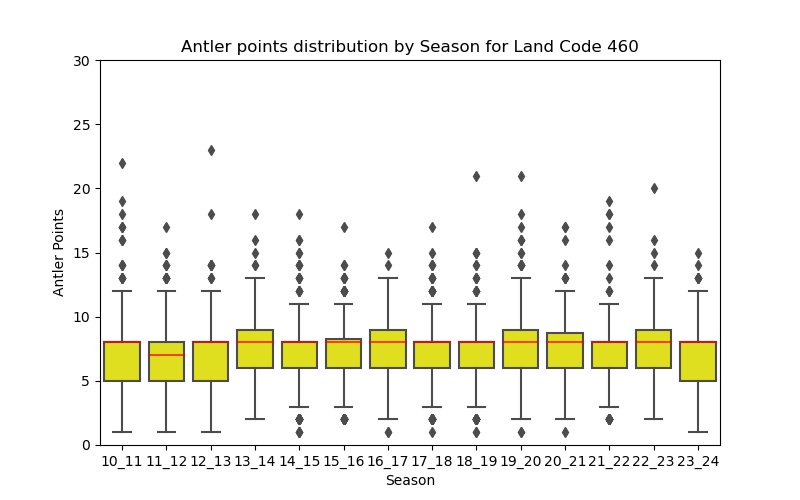 Antler points distribution by Season for Land Code 460
30
25
20
15
10
5
0
Antler Points
10_11 11_12 12_13 13_14 14_15 15_16 16_17 17_18 18_19 19_20 20_21 21_22 22_23 23_24
Season